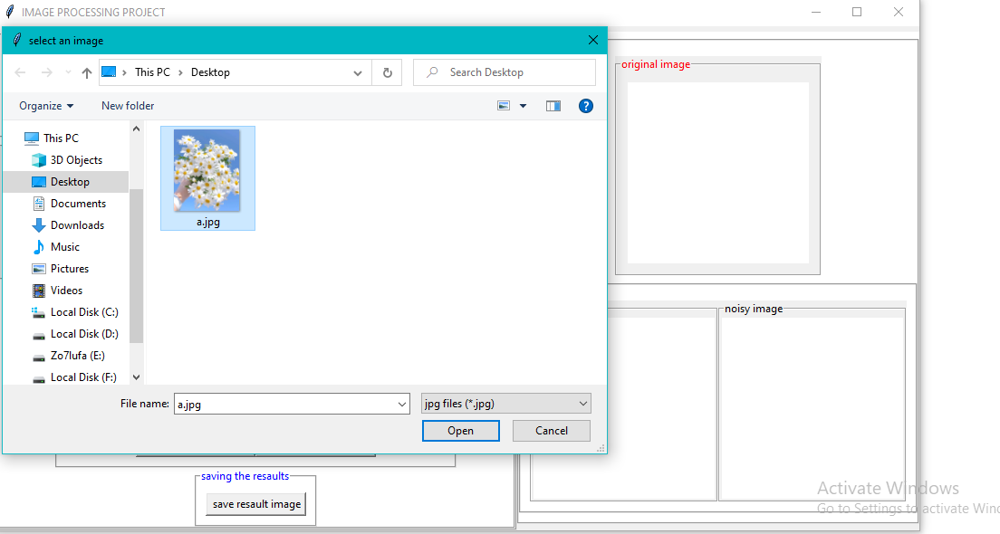 IMAGE PROCESSING PROJECT
select an image
This PC > Desktop
Search Desktop
Organize
New folder
This PC
3D Objects
Desktop
Documents
Downloads
Music
Pictures
Videos
Local Disk (C:)
Local Disk (D:)
Zo7lufa (E:)
Local Disk (F:)
a.jpg
File name: a.jpg
jpg files (*.jpg)
Open
Cancel
original image
noisy image
saving the resaults
save resault image
Activate Windows
Go to Settings to activate Wind